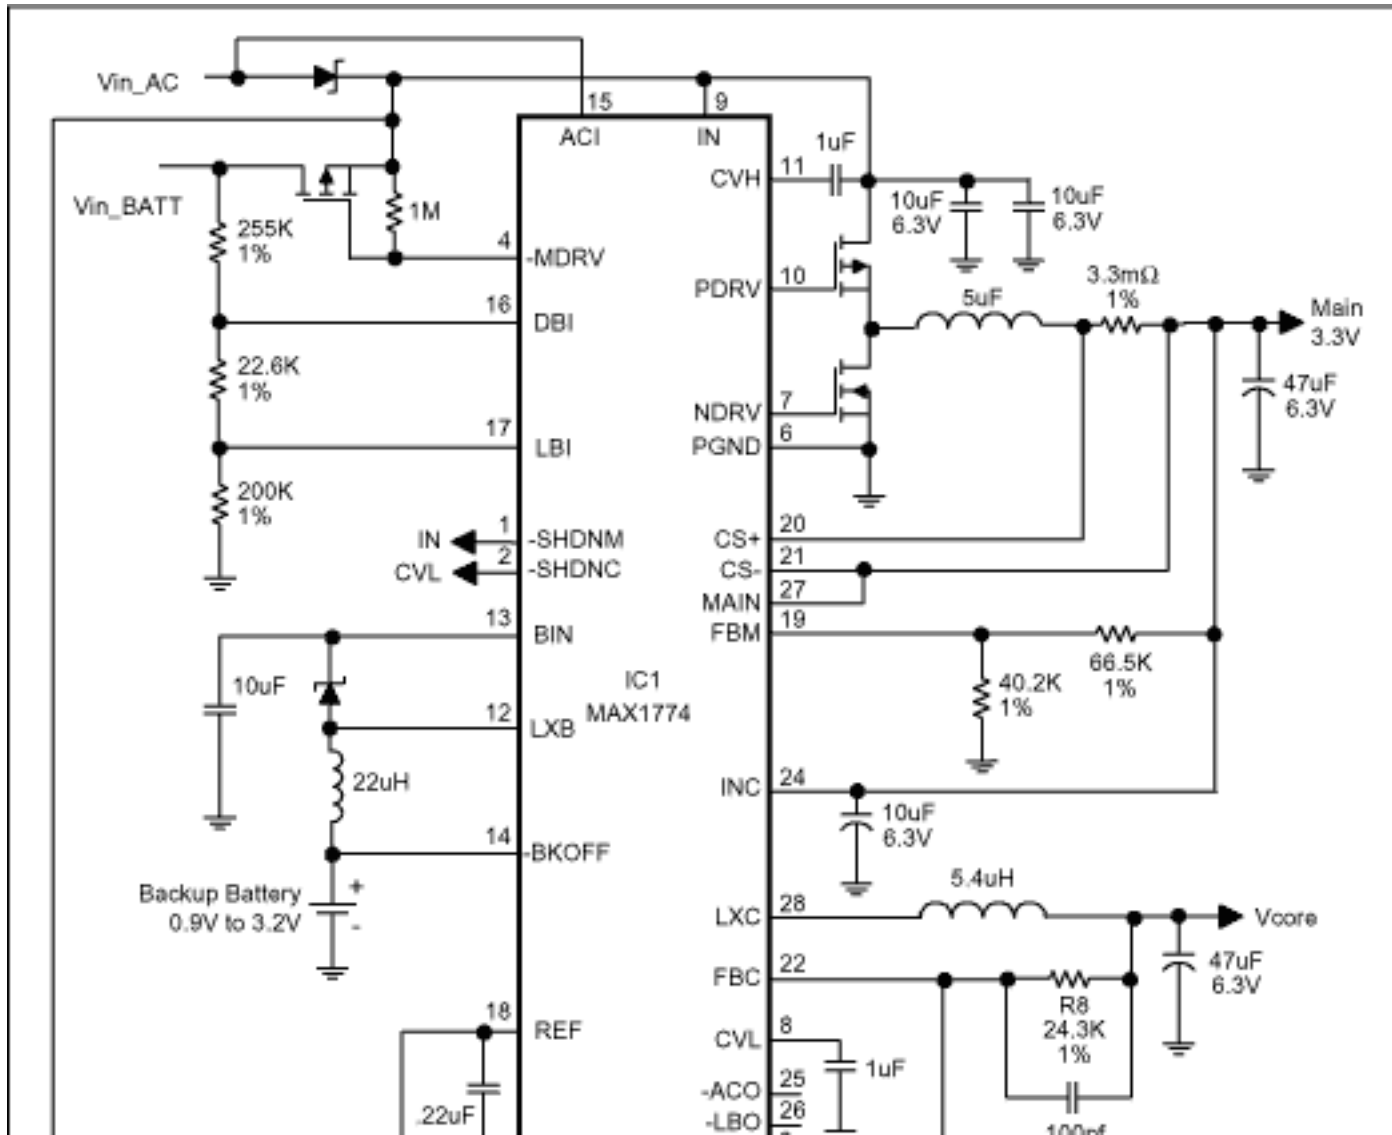 Vin_AC
15
9
ACI
IN
1uF
11
CVH
10uF
6.3V
10uF
6.3V
Vin_BATT
1M
255K
1%
4
-MDRV
PDRV
10
3.3mΩ
1%
5uF
Main
3.3V
16
DBI
22.6K
1%
47uF
6.3V
NDRV
7
17
LBI
PGND
6
200K
1%
IN
1
-SHDNM
CS+
20
CVL
2
-SHDNC
CS-
21
MAIN
27
13
BIN
FBM
19
66.5K
1%
40.2K
1%
10uF
IC1
MAX1774
12
LXB
22uH
INC
24
10uF
6.3V
14
-BKOFF
Backup Battery
0.9V to 3.2V
+
-
5.4uH
LXC
28
Vcore
47uF
6.3V
FBC
22
R8
24.3K
1%
18
REF
CVL
8
1uF
.22uF
-ACO
25
-LBO
26
100pf